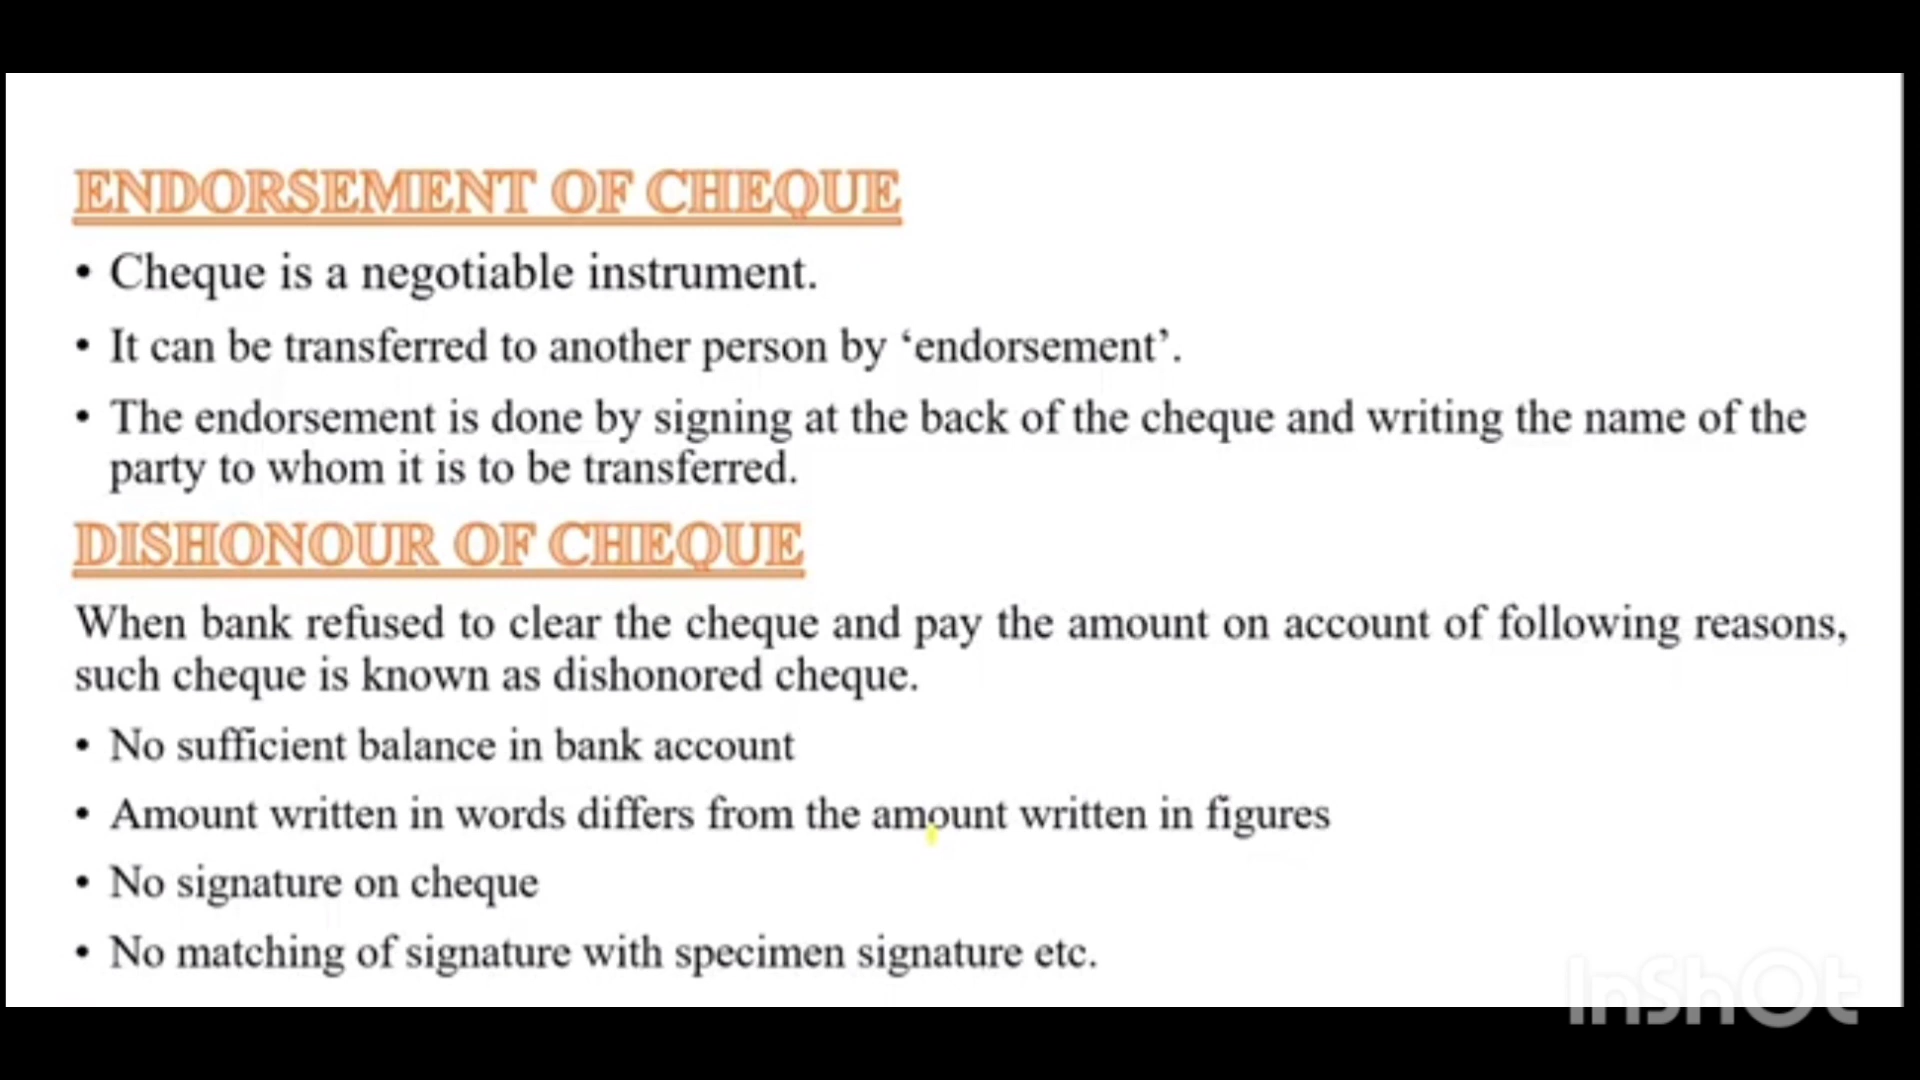 ENDORSEMENT OF CHEQUE
• Cheque is a negotiable instrument.
• It can be transferred to another person by ‘endorsement’.
• The endorsement is done by signing at the back of the cheque and writing the name of the
party to whom it is to be transferred.
DISHONOUR OF CHEQUE
When bank refused to clear the cheque and pay the amount on account of following reasons,
such cheque is known as dishonored cheque.
• No sufficient balance in bank account
• Amount written in words differs from the amount written in figures
• No signature on cheque
• No matching of signature with specimen signature etc.
InShOt